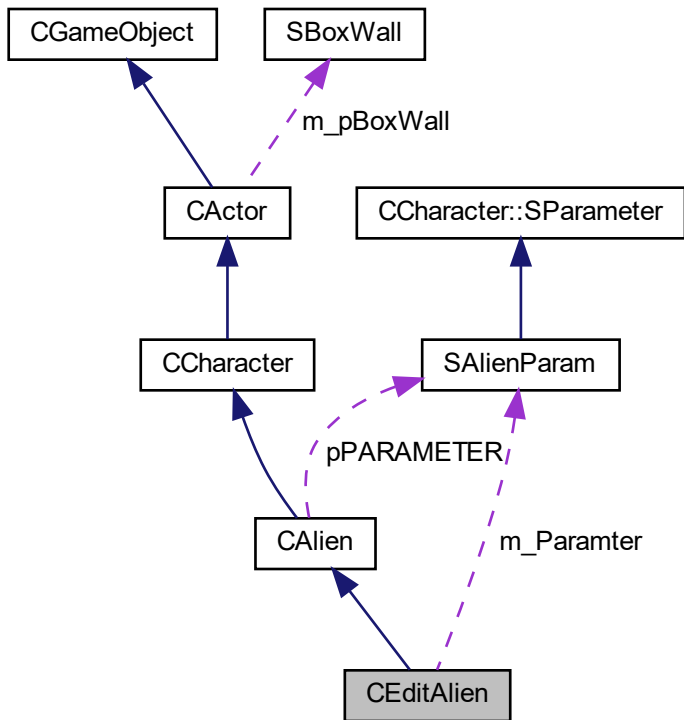 CGameObject
SBoxWall
m_pBoxWall
CActor
CCharacter::SParameter
CCharacter
SAlienParam
pPARAMETER
CAlien
m_Paramter
CEditAlien